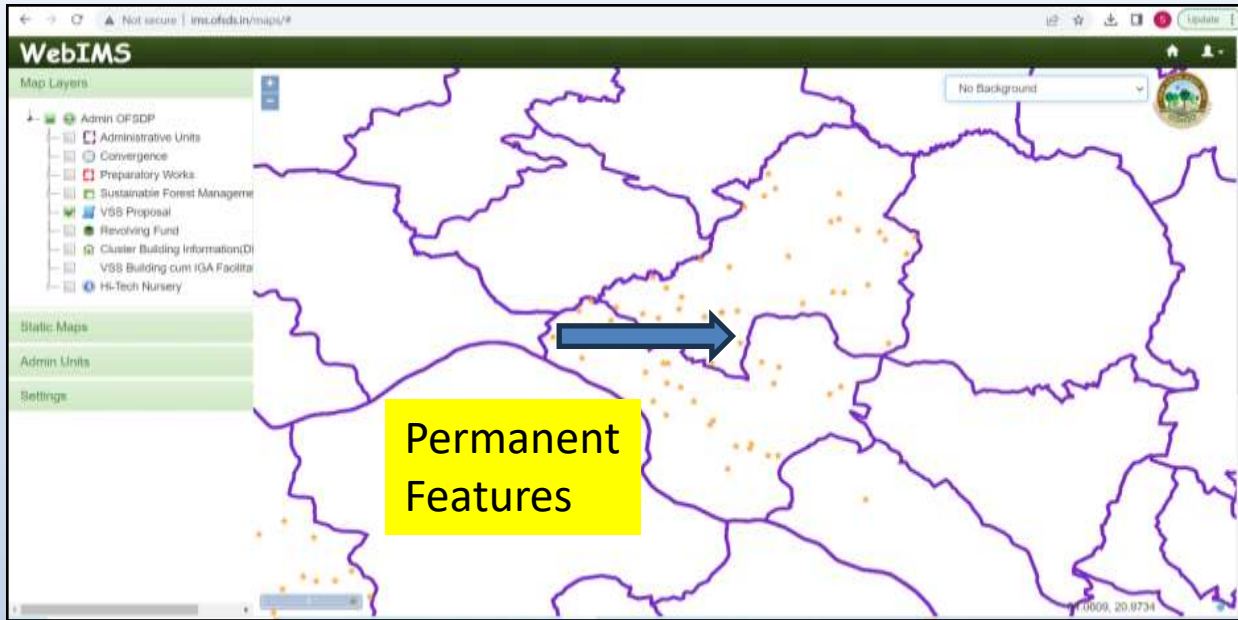 Not secure | ims.ofsds.in/maps/#
S
Update
WebIMS
Map Layers
No Background
Admin OFSDP
Administrative Units
Convergence
Preparatory Works
Sustainable Forest Manageme
VSS Proposal
Revolving Fund
Cluster Building Information(DI
VSS Building cum IGA Facilita
Hi-Tech Nursery
Static Maps
Admin Units
Settings
Permanent
Features